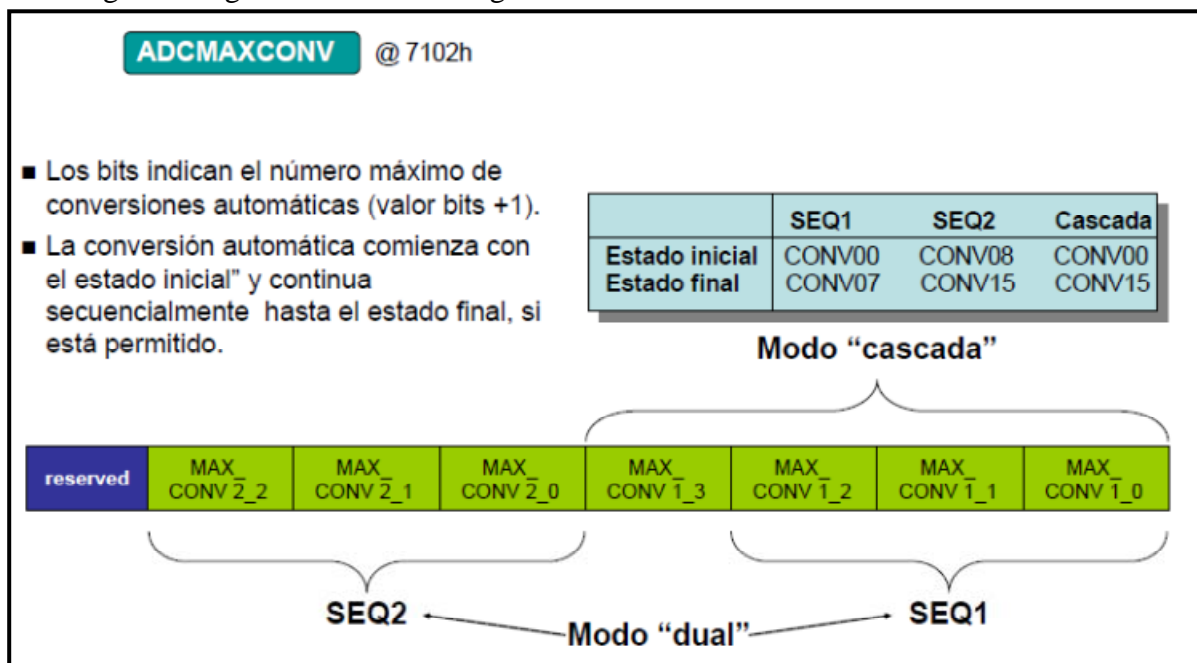 ADCMAXCONV @ 7102h
■ Los bits indican el número máximo de
conversiones automáticas (valor bits +1).
■ La conversión automática comienza con
el estado inicial” y continua
secuencialmente hasta el estado final, si
está permitido.
SEQ1 SEQ2 Cascada
Estado inicial CONV00 CONV08 CONV00
Estado final CONV07 CONV15 CONV15
Modo “cascada”
reserved
MAX_
CONV 2_2
MAX_
CONV 2_1
MAX_
CONV 2_0
MAX_
CONV 1_3
MAX_
CONV 1_2
MAX_
CONV 1_1
MAX_
CONV 1_0
SEQ2
Modo “dual”
SEQ1